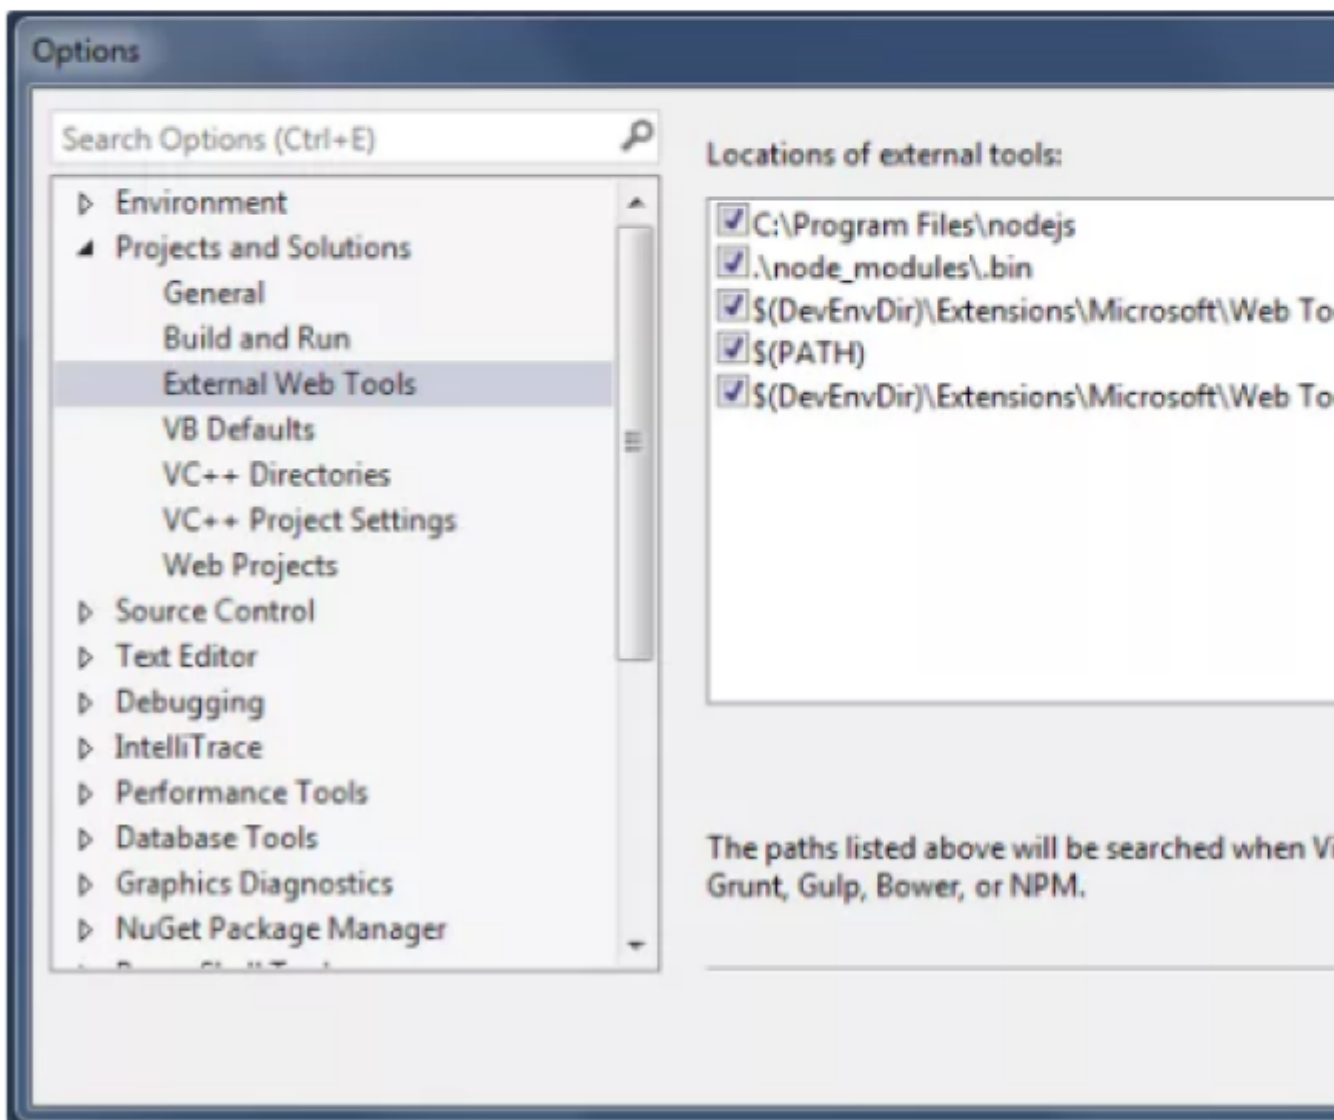 Options
Search Options (Ctrl+E)
Environment
Projects and Solutions
General
Build and Run
External Web Tools
VB Defaults
VC++ Directories
VC++ Project Settings
Web Projects
Source Control
Text Editor
Debugging
IntelliTrace
Performance Tools
Database Tools
Graphics Diagnostics
NuGet Package Manager
Locations of external tools:
C:\Program Files\nodejs
.\node_modules\.bin
$(DevEnvDir)\Extensions\Microsoft\Web
$(PATH)
$(DevEnvDir)\Extensions\Microsoft\Web
The paths listed above will be searched when
Grunt, Gulp, Bower, or NPM.